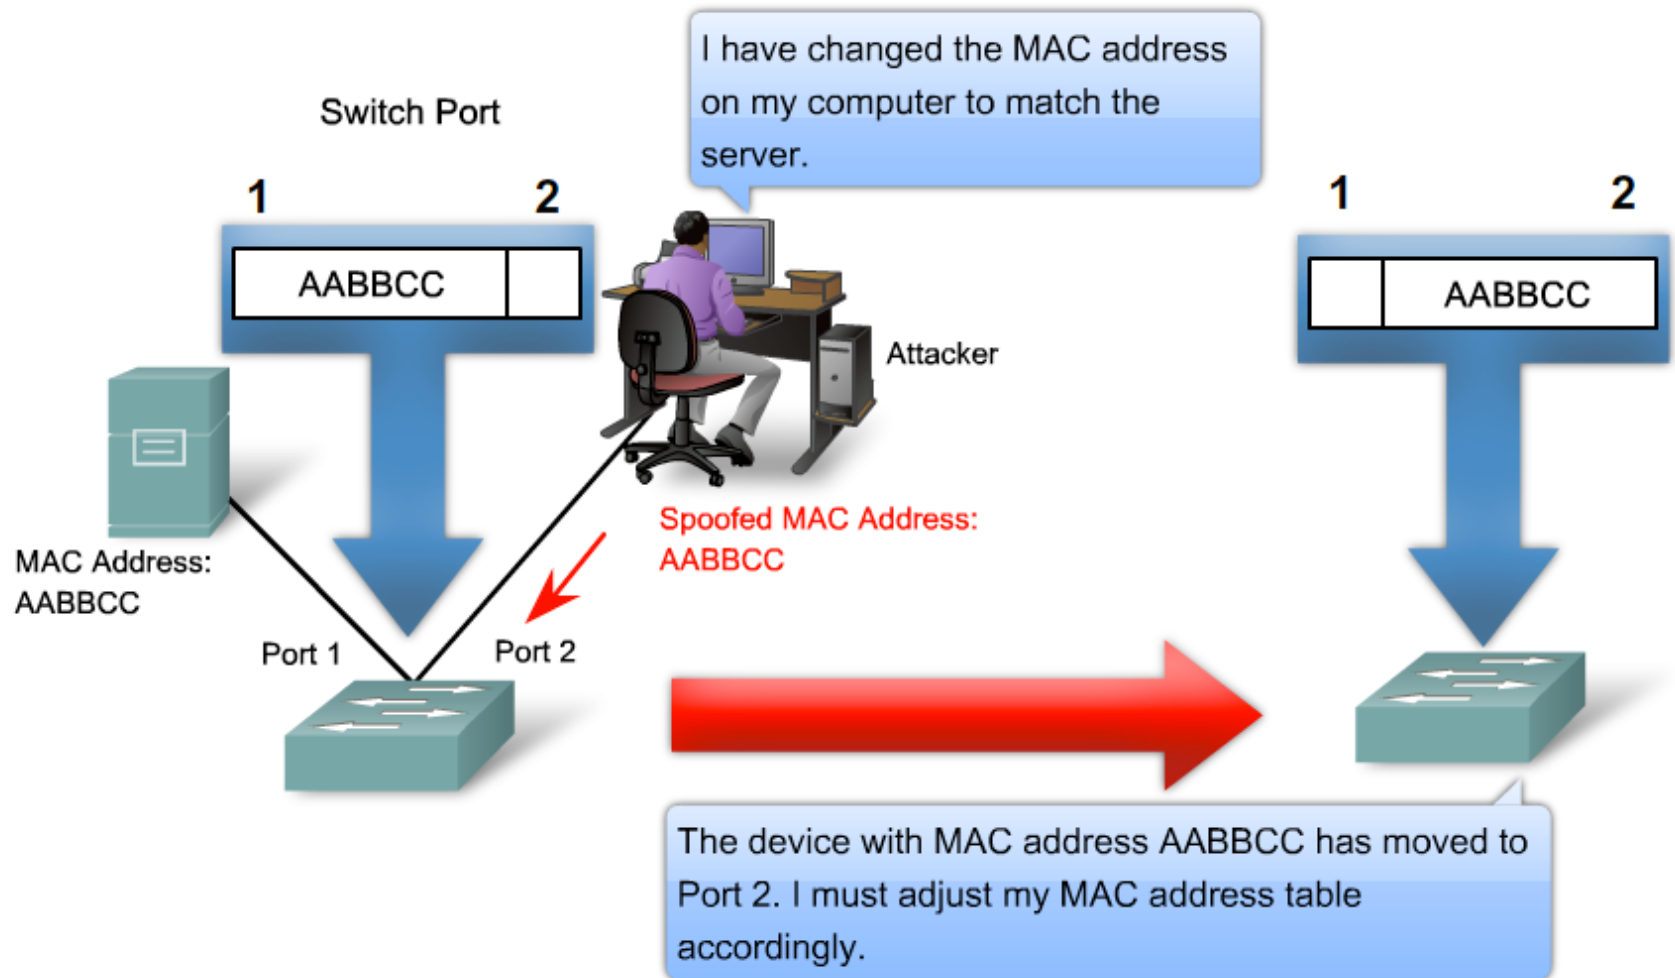 I have changed the MAC address
on my computer to match the
server.
Switch Port
1 2
AABBCC
Attacker
Spoofed MAC Address:
AABBCC
MAC Address:
AABBCC
Port 1
Port 2
1 2
AABBCC
The device with MAC address AABBCC has moved to
Port 2. I must adjust my MAC address table
accordingly.